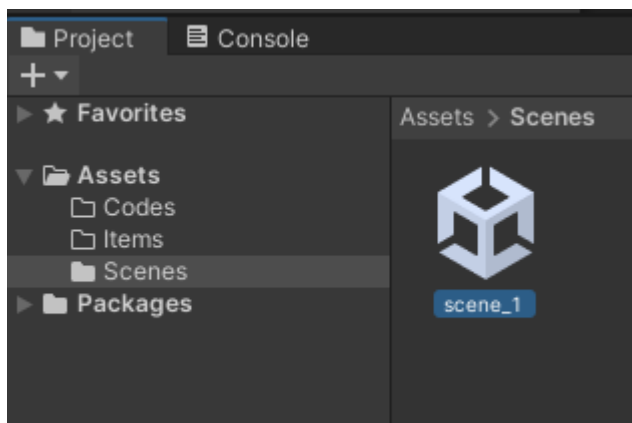 Project Console
Favorites
Assets
Codes
Items
Scenes
Packages
Assets > Scenes
scene_1